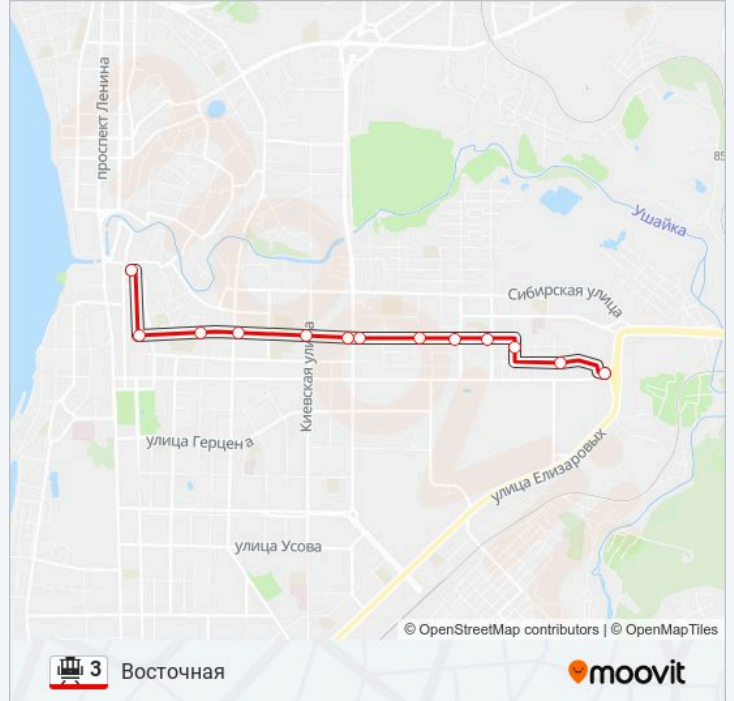 проспект Ленина
85
Ушайка
Сибирская улица
Киевская улица
улица Герцена
улица Елизаровых
улица Усова
© OpenStreetMap contributors | © OpenMapTiles
3 Восточная
moovit